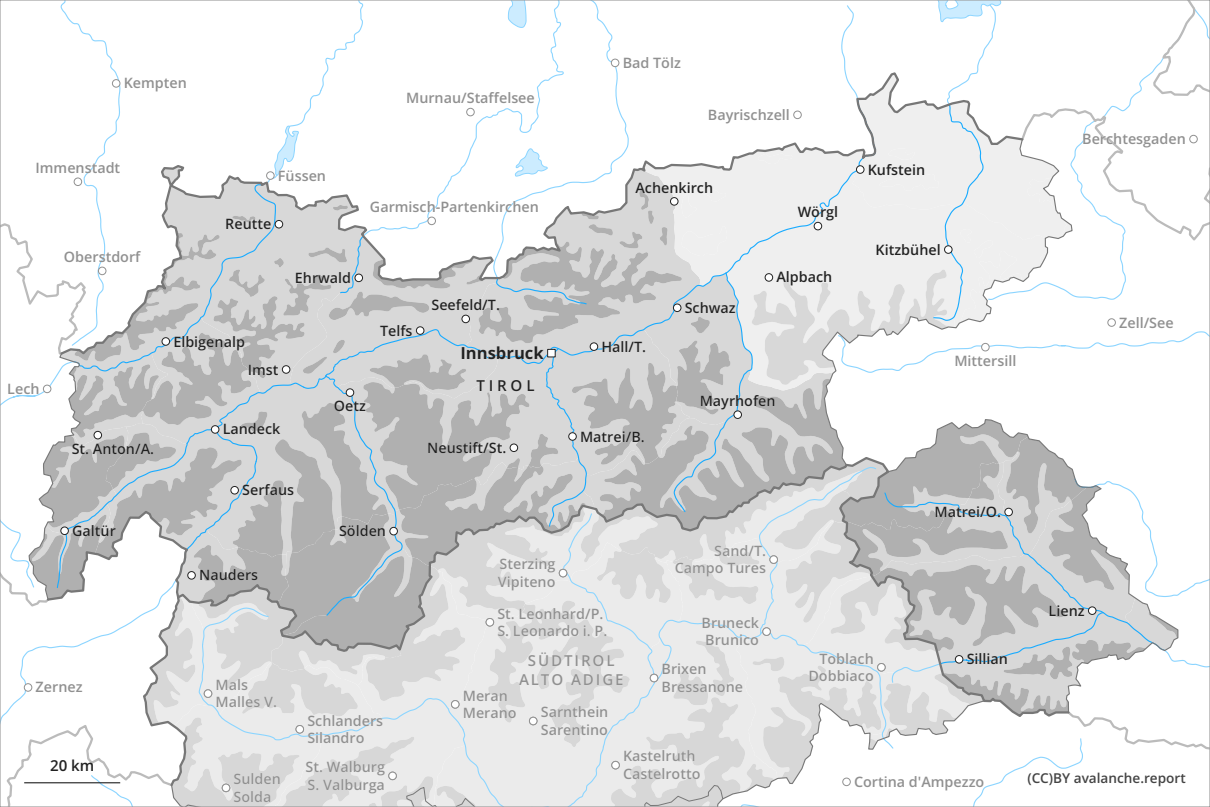 Bad Tölz
Kempten
Murnau/Staffelsee
Bayrischzell
Berchtesgaden
Immenstadt
Füssen
Kufstein
Achenkirch
Garmisch-Partenkirchen
Wörgl
Reutte
Kitzbühel
Oberstdorf
Ehrwald
Alpbach
Seefeld/T.
Schwaz
Zell/See
Telfs
Elbigenalp
Innsbruck
Hall/T.
Mittersill
Imst
TIROL
Lech
Oetz
Mayrhofen
Landeck
Matrei/B.
St. Anton/A.
Neustift/St.
Serfaus
Matrei/O.
Galtür
Sölden
Sand/T.
Campo Tures
Sterzing
Vipiteno
Nauders
Lienz
St. Leonhard/P.
S. Leonardo i. P.
Bruneck
Brunico
SÜDTIROL
ALTO ADIGE
Toblach
Dobbiaco
Sillian
Brixen
Bressanone
Zernez
Mals
Malles V.
Meran
Merano
Sarnthein
Sarentino
Schlanders
Silandro
Kastelruth
Castelrotto
20 km
St. Walburg
S. Valburga
Sulden
Solda
Cortina d'Ampezzo
(CC)BY avalanche.report